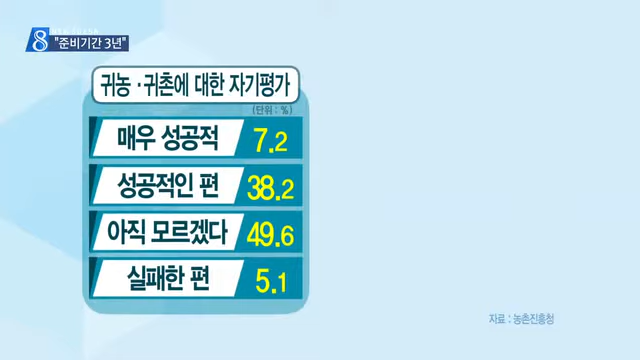 8 "준비기간 3년"
귀농·귀촌에 대한 자기평가
(단위 : %)
매우 성공적 7.2
성공적인 편 38.2
아직 모르겠다 49.6
실패한 편 5.1
자료 : 농촌진흥청